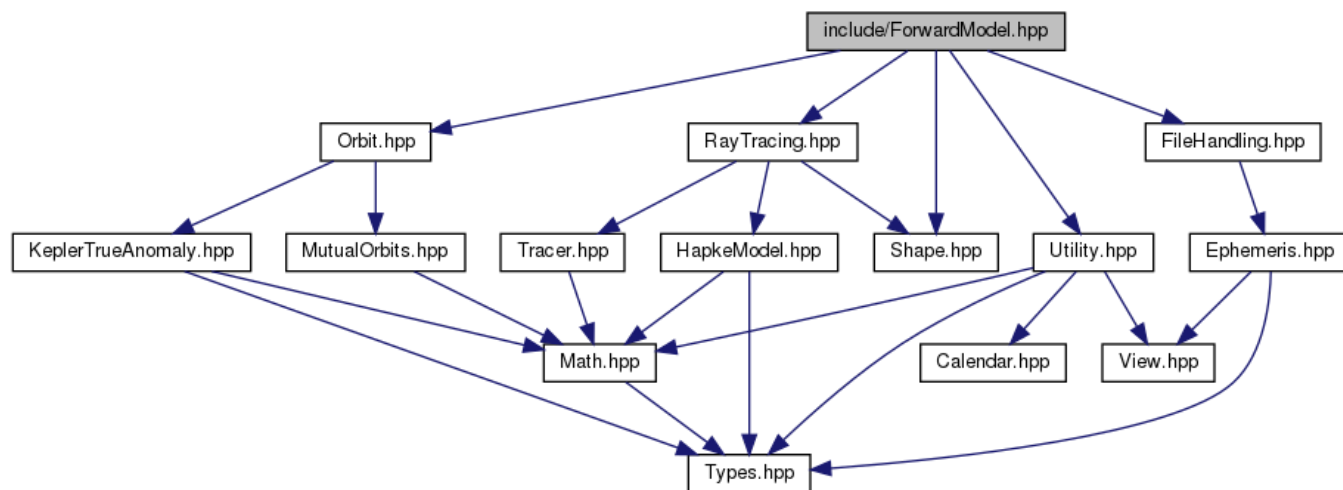 include/ForwardModel.hpp
Orbit.hpp
RayTracing.hpp
FileHandling.hpp
KeplerTrueAnomaly.hpp
MutualOrbits.hpp
Tracer.hpp
HapkeModel.hpp
Shape.hpp
Utility.hpp
Ephemeris.hpp
Math.hpp
Calendar.hpp
View.hpp
Types.hpp